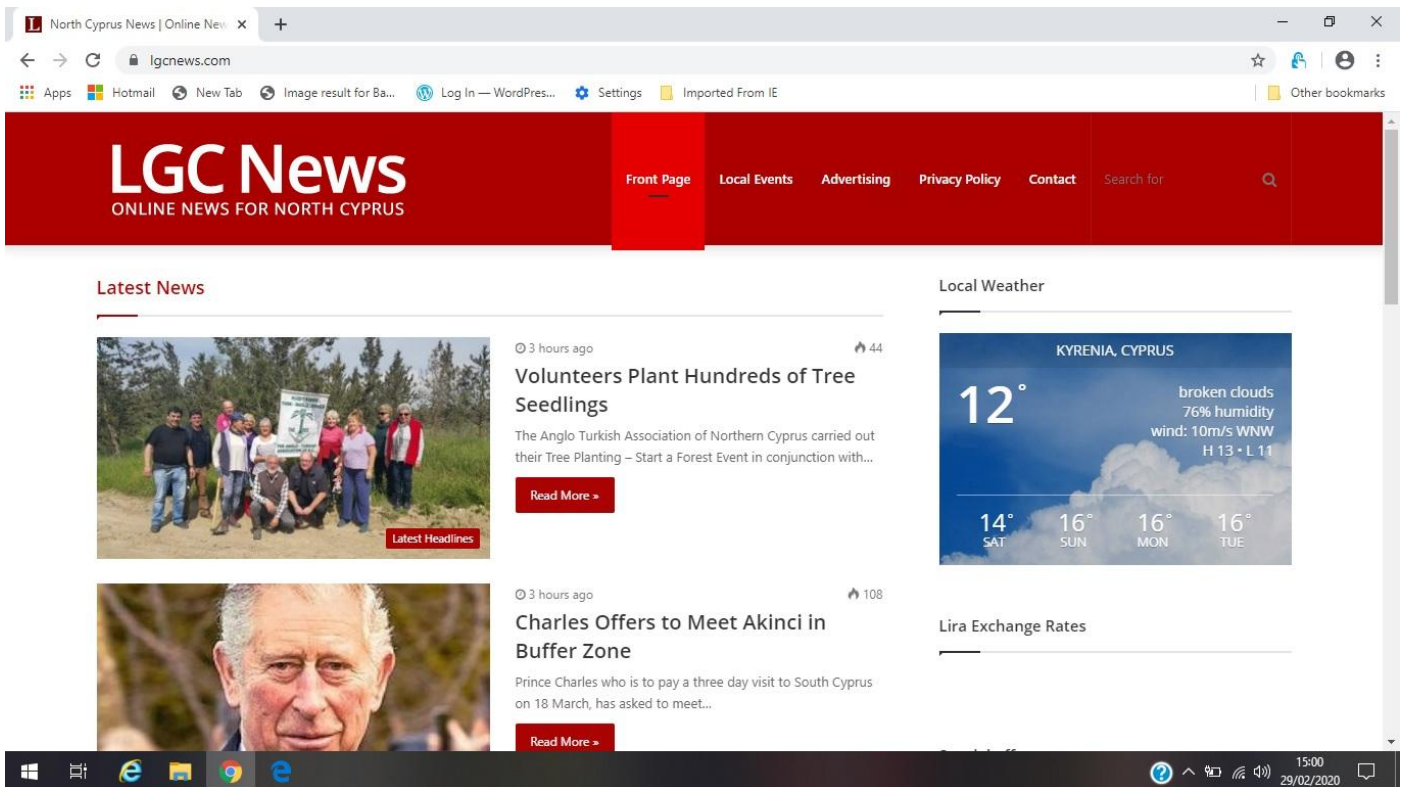 North Cyprus News | Online New
lgcnews.com
Apps Hotmail New Tab Image result for Ba... Log In — WordPres... Settings Imported From IE Other bookmarks
LGC News
ONLINE NEWS FOR NORTH CYPRUS
Front Page Local Events Advertising Privacy Policy Contact Search for
Latest News
3 hours ago 44
Volunteers Plant Hundreds of Tree
Seedlings
The Anglo Turkish Association of Northern Cyprus carried out
their Tree Planting – Start a Forest Event in conjunction with...
Read More »
Latest Headlines
3 hours ago 108
Charles Offers to Meet Akinci in
Buffer Zone
Prince Charles who is to pay a three day visit to South Cyprus
on 18 March, has asked to meet...
Read More »
Local Weather
KYRENIA, CYPRUS
12°
broken clouds
76% humidity
wind: 10m/s WNW
H 13 • L 11
14° 16° 16° 16°
SAT SUN MON TUE
Lira Exchange Rates
15:00
29/02/2020